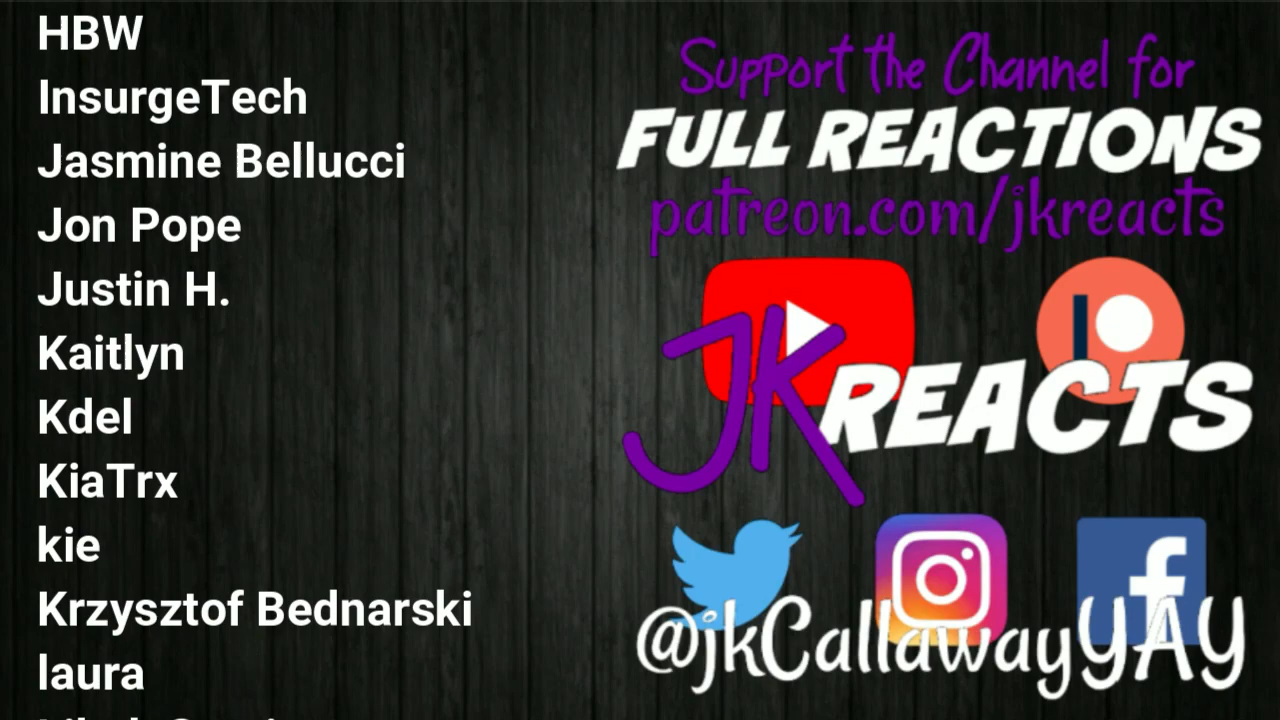 HBW
InsurgeTech
Jasmine Bellucci
Jon Pope
Justin H.
Kaitlyn
Kdel
KiaTrx
kie
Krzysztof Bednarski
laura
Support the Channel for
FULL REACTIONS
patreon.com/jkreacts
JKREACTS
@jkCallawayYAY